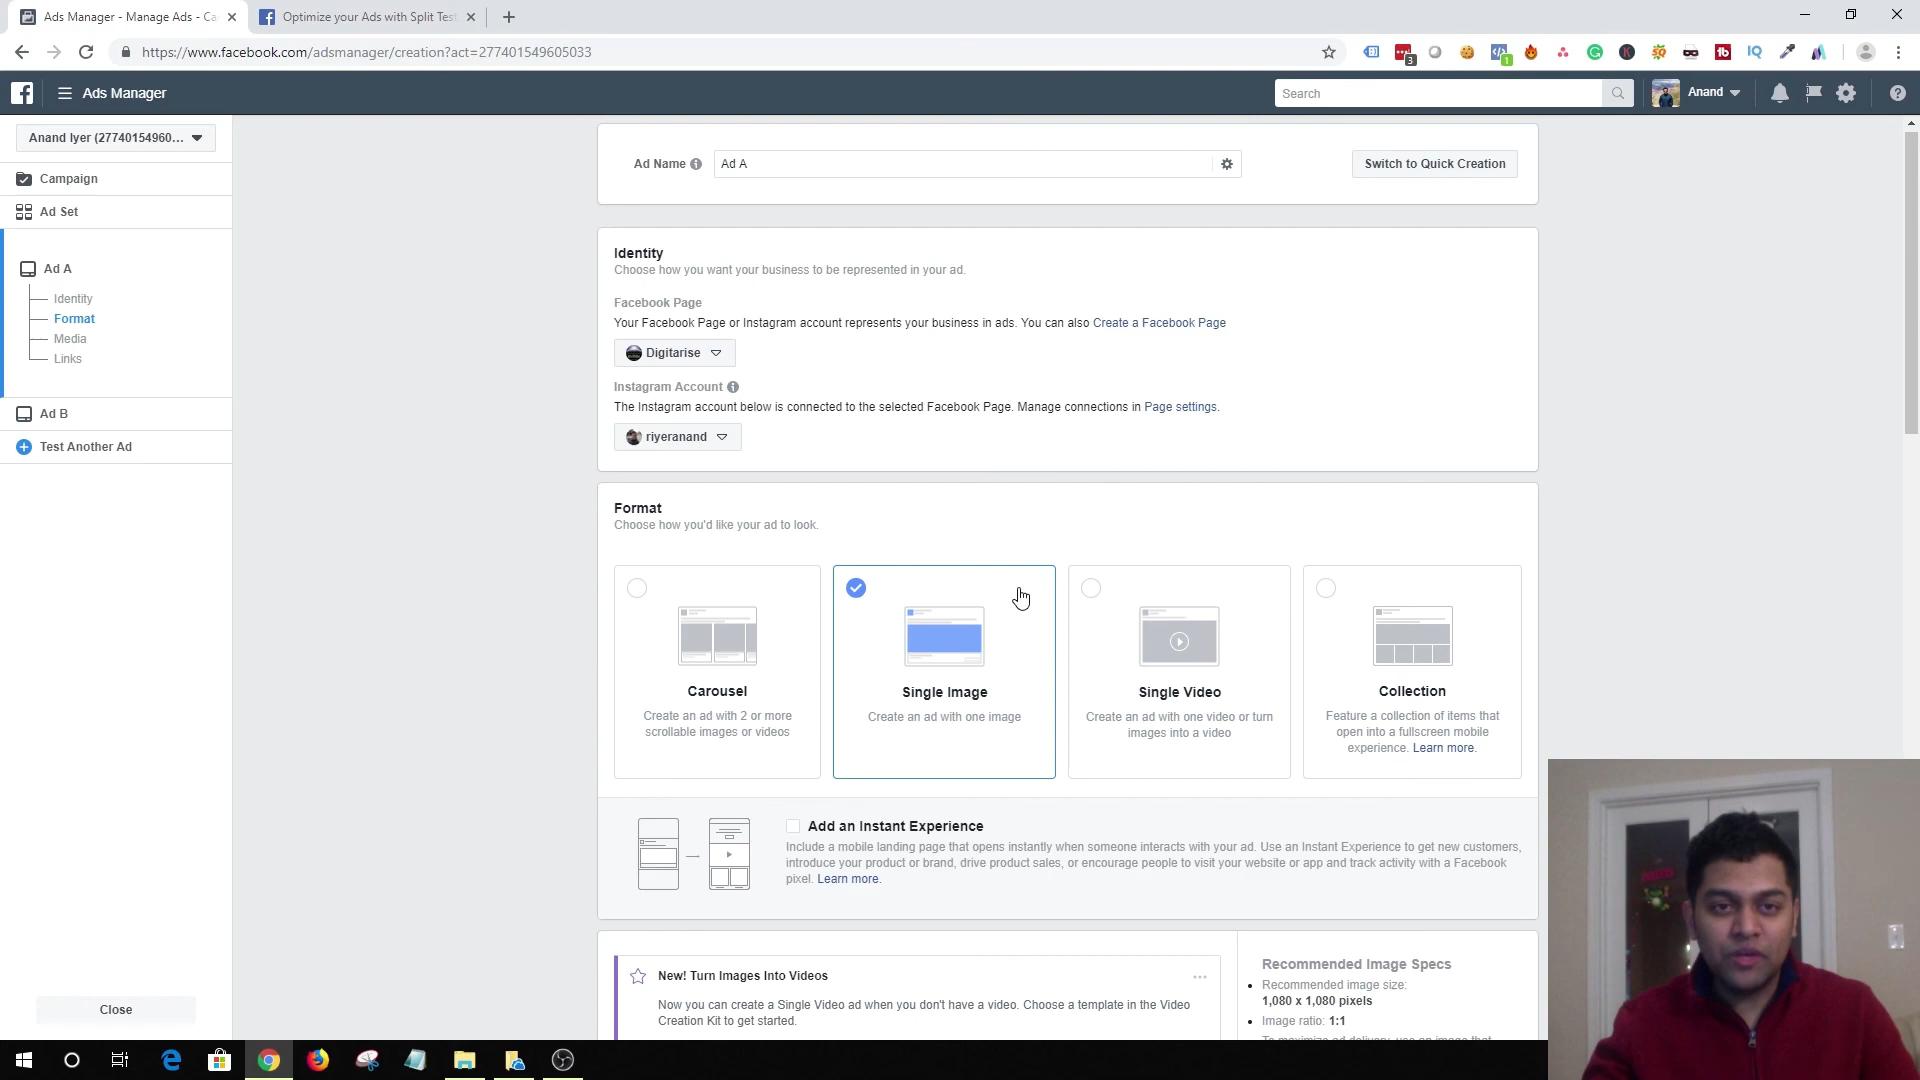 Ads Manager - Manage Ads - Ca
Optimize your Ads with Split Test
https://www.facebook.com/adsmanager/creation?act=277401549605033
3
1
Ads Manager
Search
Anand
Anand Iyer (27740154960...
Campaign
Ad Set
Ad A
Identity
Format
Media
Links
Ad B
Test Another Ad
Close
Ad Name
Ad A
Switch to Quick Creation
Identity
Choose how you want your business to be represented in your ad.
Facebook Page
Your Facebook Page or Instagram account represents your business in ads. You can also Create a Facebook Page
Digitarise
Instagram Account
The Instagram account below is connected to the selected Facebook Page. Manage connections in Page settings.
riyeranand
Format
Choose how you'd like your ad to look.
Carousel
Create an ad with 2 or more
scrollable images or videos
Single Image
Create an ad with one image
Single Video
Create an ad with one video or turn
images into a video
Collection
Feature a collection of items that
open into a fullscreen mobile
experience. Learn more.
Add an Instant Experience
Include a mobile landing page that opens instantly when someone interacts with your ad. Use an Instant Experience to get new customers,
introduce your product or brand, drive product sales, or encourage people to visit your website or app and track activity with a Facebook
pixel. Learn more.
New! Turn Images Into Videos
Now you can create a Single Video ad when you don't have a video. Choose a template in the Video
Creation Kit to get started.
Recommended Image Specs
Recommended image size:
1,080 x 1,080 pixels
Image ratio: 1:1
To maximize ad delivery, use an image that